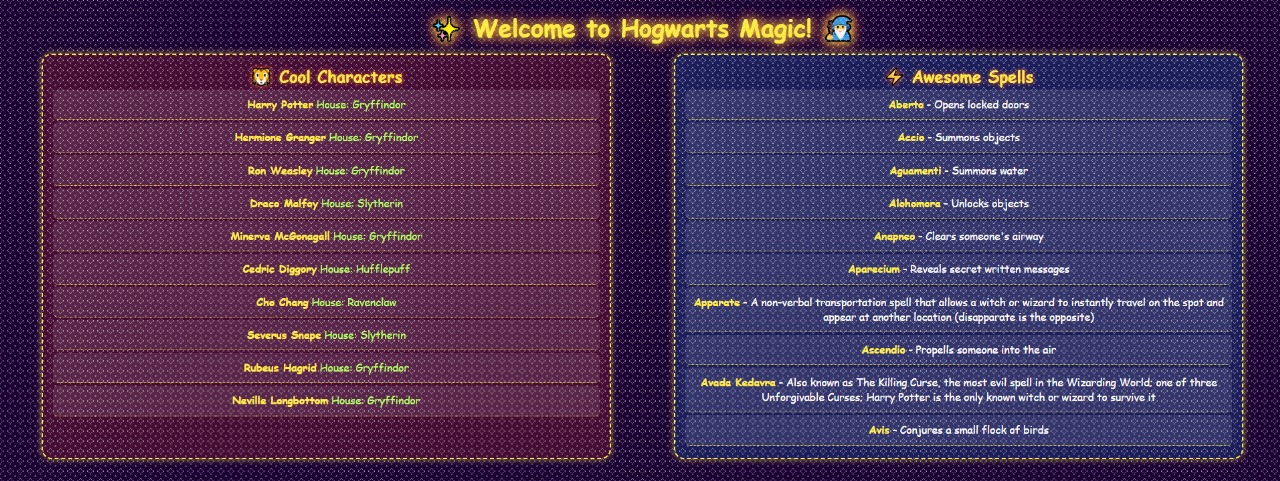 ✨ Welcome to Hogwarts Magic! 🧙‍♂️
🦁 Cool Characters
Harry Potter House: Gryffindor
Hermione Granger House: Gryffindor
Ron Weasley House: Gryffindor
Draco Malfoy House: Slytherin
Minerva McGonagall House: Gryffindor
Cedric Diggory House: Hufflepuff
Cho Chang House: Ravenclaw
Severus Snape House: Slytherin
Rubeus Hagrid House: Gryffindor
Neville Longbottom House: Gryffindor
⚡ Awesome Spells
Aberto - Opens locked doors
Accio - Summons objects
Aguamenti - Summons water
Alohomora - Unlocks objects
Anapneo - Clears someone's airway
Aparecium - Reveals secret written messages
Apparate - A non-verbal transportation spell that allows a witch or wizard to instantly travel on the spot and
appear at another location (disapparate is the opposite)
Ascendio - Propells someone into the air
Avada Kedavra - Also known as The Killing Curse, the most evil spell in the Wizarding World; one of three
Unforgivable Curses; Harry Potter is the only known witch or wizard to survive it
Avis - Conjures a small flock of birds